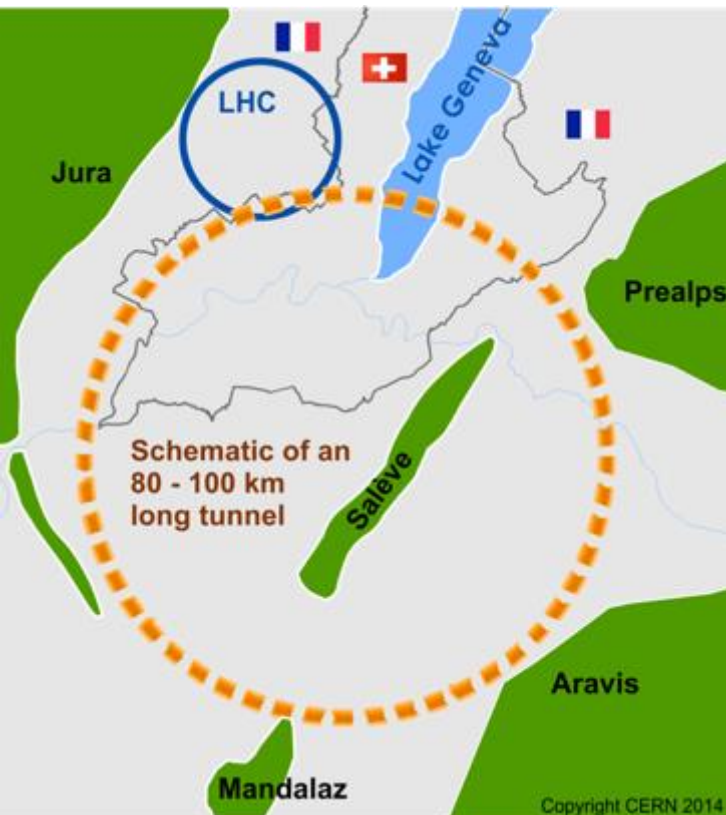 LHC
Lake Geneva
Jura
Prealps
Schematic of an
80 - 100 km
long tunnel
Salève
Aravis
Mandalaz
Copyright CERN 2014